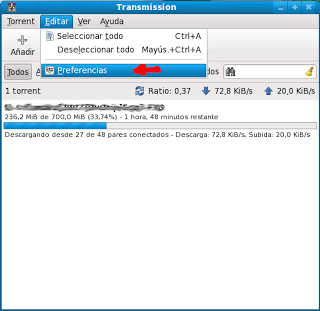 Transmission
Torrent Editar Ver Ayuda
Seleccionar todo Ctrl+A
Añadir
Deseleccionar todo Mayús.+Ctrl+A
Todos A Preferencias dos
1 torrent Ratio: 0,37 72,8 KiB/s 20,0 KiB/s
236,2 MiB de 700,0 MiB (33,74%) - 1 hora, 48 minutos restante
Descargando desde 27 de 48 pares conectados - Descarga: 72,8 KiB/s, Subida: 20,0 KiB/s